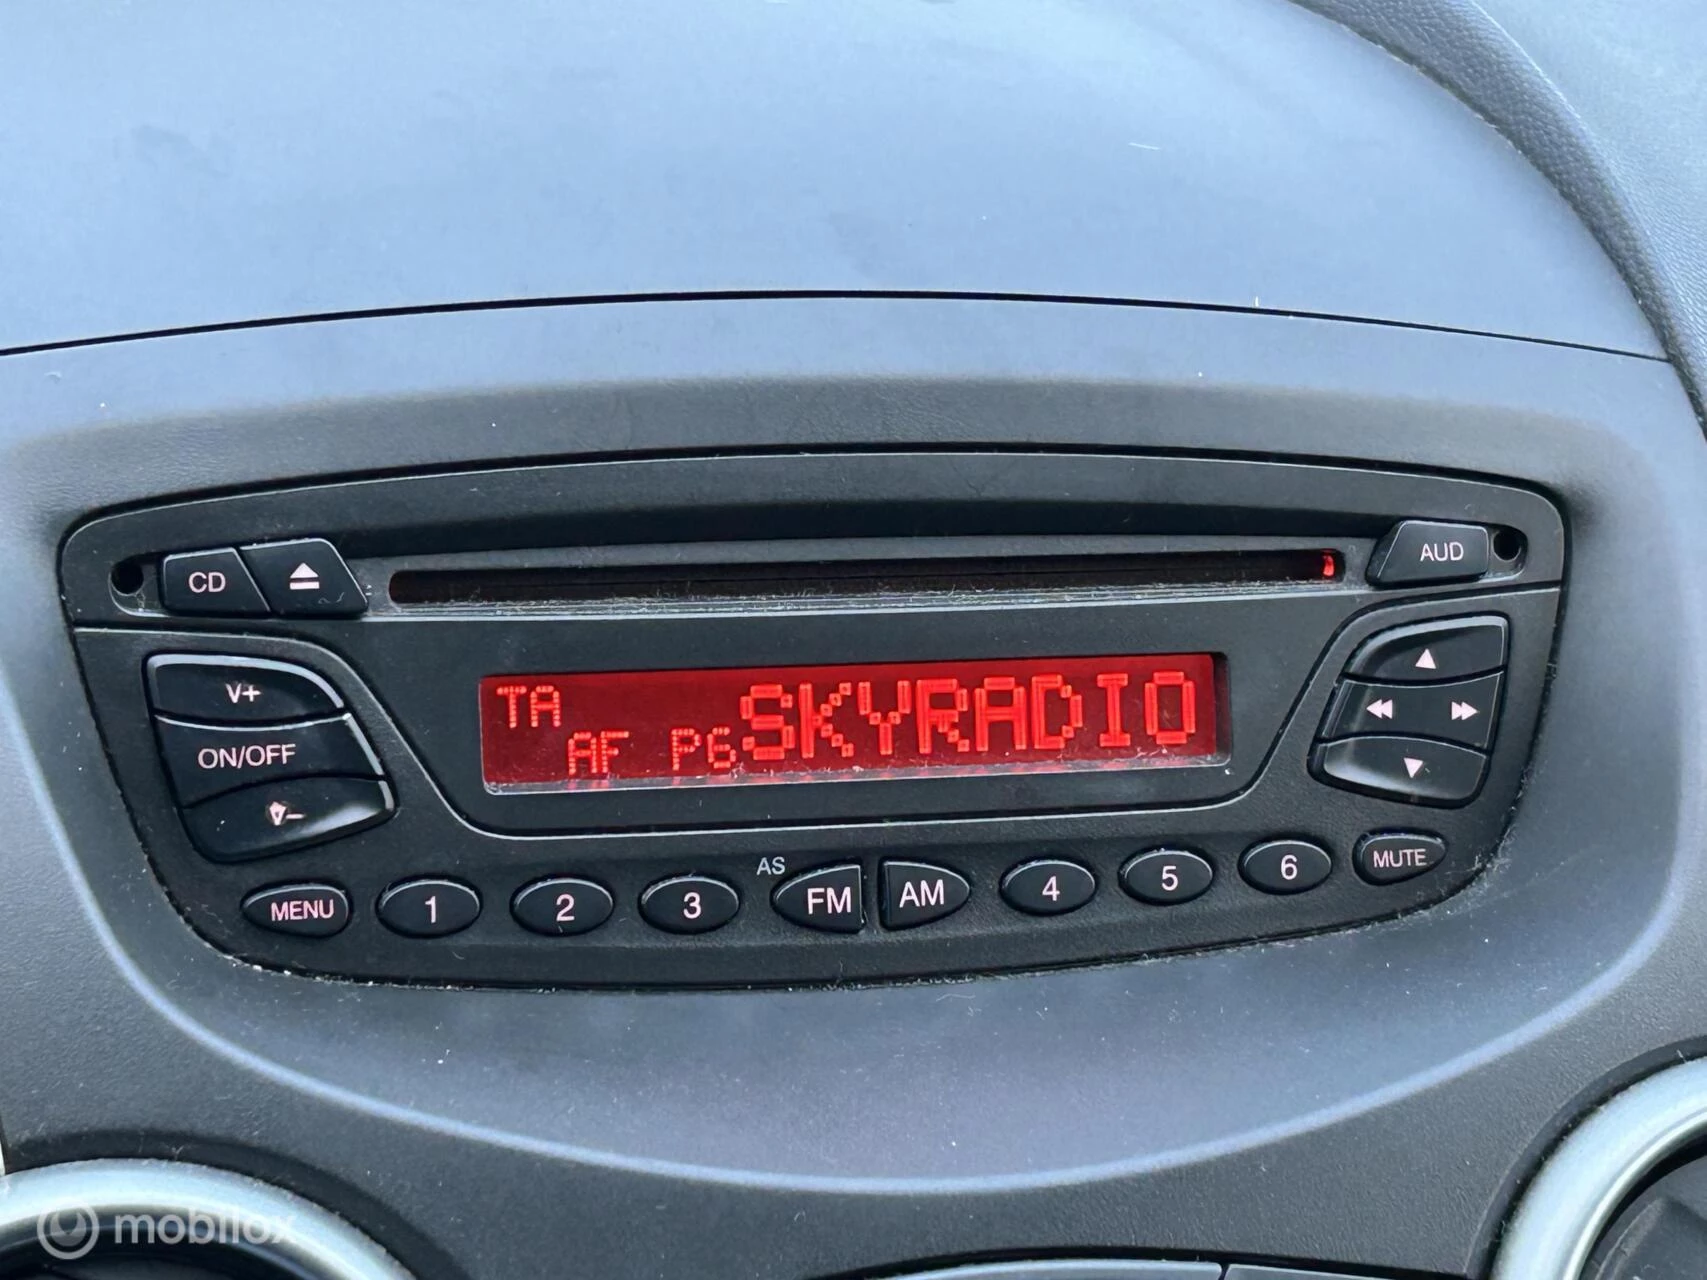 CD
AUD
V+
ON/OFF
V-
TA
AF P6 SKYRADIO
AS
MENU 1 2 3 FM AM 4 5 6 MUTE
mobilox